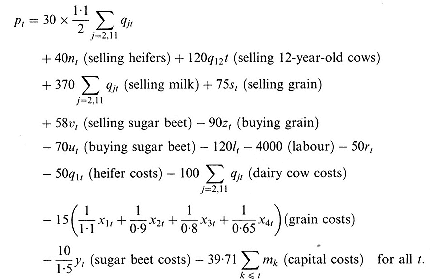 p_t = 30 × 1·1/2 ∑_{j=2,11} q_{jt}
+ 40n_t (selling heifers) + 120q_{12}t (selling 12-year-old cows)
+ 370 ∑_{j=2,11} q_{jt} (selling milk) + 75s_t (selling grain)
+ 58v_t (selling sugar beet) − 90z_t (buying grain)
− 70u_t (buying sugar beet) − 120l_t − 4000 (labour) − 50r_t
− 50q_{1t} (heifer costs) − 100 ∑_{j=2,11} q_{jt} (dairy cow costs)
− 15(1/1·1 x_{1t} + 1/0·9 x_{2t} + 1/0·8 x_{3t} + 1/0·65 x_{4t}) (grain costs)
− 10/1·5 y_t (sugar beet costs) − 39·71 ∑_{k⩽t} m_k (capital costs) for all t.